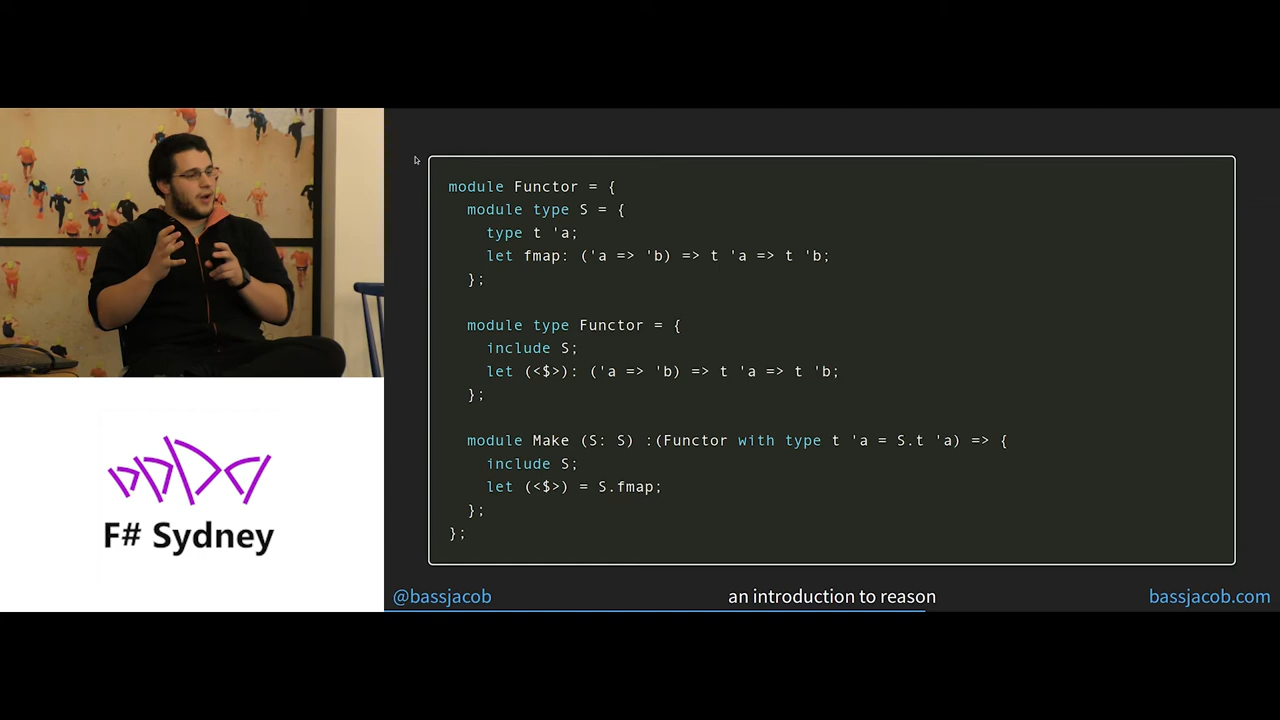 module Functor = {
  module type S = {
    type t 'a;
    let fmap: ('a => 'b) => t 'a => t 'b;
  };

  module type Functor = {
    include S;
    let (<$>): ('a => 'b) => t 'a => t 'b;
  };

  module Make (S: S) :(Functor with type t 'a = S.t 'a) => {
    include S;
    let (<$>) = S.fmap;
  };
};
F# Sydney
@bassjacob
an introduction to reason
bassjacob.com